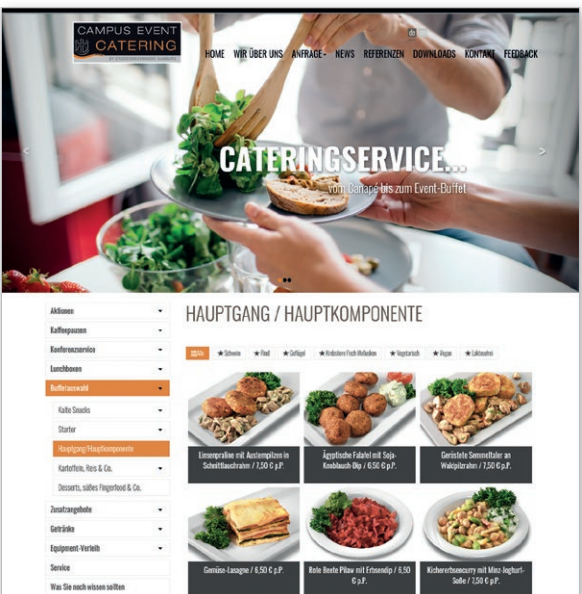 CAMPUS EVENT
CATERING
HOME WIR ÜBER UNS ANFRAGE NEWS REFERENZEN DOWNLOADS KONTAKT FEEDBACK
CATERINGSERVICE...
vom Canapé bis zum Event-Buffet
HAUPTGANG / HAUPTKOMPONENTE
Aktionen
Kaffeepausen
Konferenzservice
Lunchboxen
Buffetauswahl
Kalte Snacks
Starter
Hauptgang/Hauptkomponente
Kartoffeln, Reis & Co.
Desserts, süßes Fingerfood & Co.
Zusatzangebote
Getränke
Equipment-Verleih
Service
Was Sie noch wissen sollten
Alle Schwein Rind Geflügel Krebstiere Fisch Mollusken Vegetarisch Vegan Laktosefrei
Linsenpraline mit Austernpilzen in
Schnittlauchrahm / 7,50 € p.P.
Ägyptische Falafel mit Soja-
Knoblauch-Dip / 6,50 € p.P.
Geröstete Semmeltaler an
Waldpilzrahm / 7,50 € p.P.
Gemüse-Lasagne / 6,50 € p.P.
Rote Beete Pilaw mit Erbsendip / 6,50
€ p.P.
Kichererbsencurry mit Minz-Joghurt-
Soße / 7,50 € p.P.